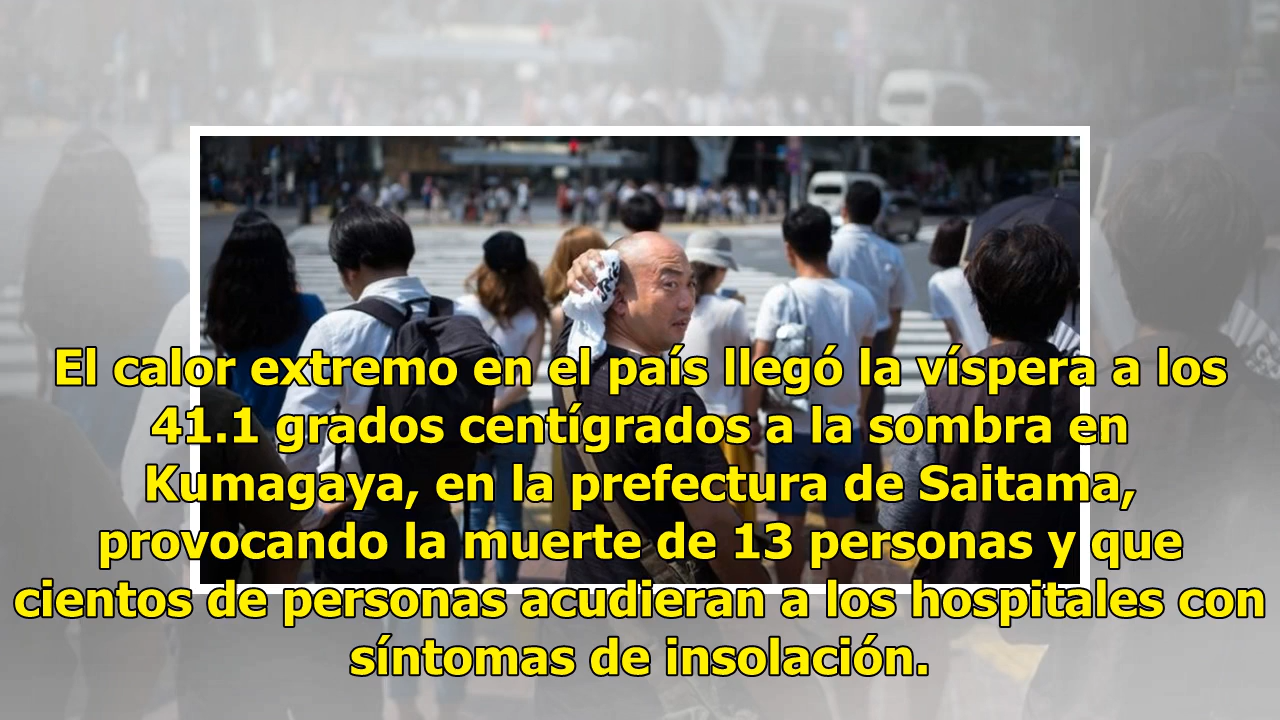 El calor extremo en el país llegó la víspera a los
41.1 grados centígrados a la sombra en
Kumagaya, en la prefectura de Saitama,
provocando la muerte de 13 personas y que
cientos de personas acudieran a los hospitales con
síntomas de insolación.